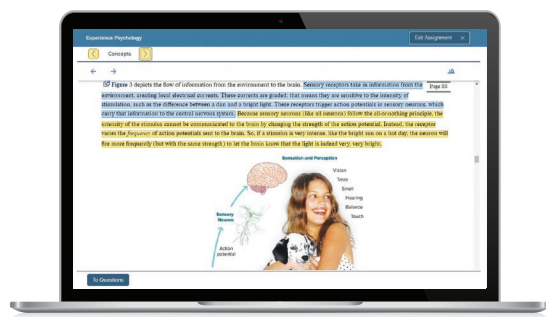 Experience Psychology
Exit Assignment ×
< Concepts >
← →
Figure 3 depicts the flow of information from the environment to the brain. Sensory receptors take in information from the
environment, creating local electrical currents. These currents are graded; that means they are sensitive to the intensity of
stimulation, such as the difference between a dim and a bright light. These receptors trigger action potentials in sensory neurons, which
carry that information to the central nervous system. Because sensory neurons (like all neurons) follow the all-or-nothing principle, the
intensity of the stimulus cannot be communicated to the brain by changing the strength of the action potential. Instead, the receptor
varies the frequency of action potentials sent to the brain. So, if a stimulus is very intense, like the bright sun on a hot day, the neuron will
fire more frequently (but with the same strength) to let the brain know that the light is indeed very, very bright.
Page
Sensation and Perception
Vision
Taste
Smell
Hearing
Balance
Touch
Sensory
Neurons
Action
potential
To Questions